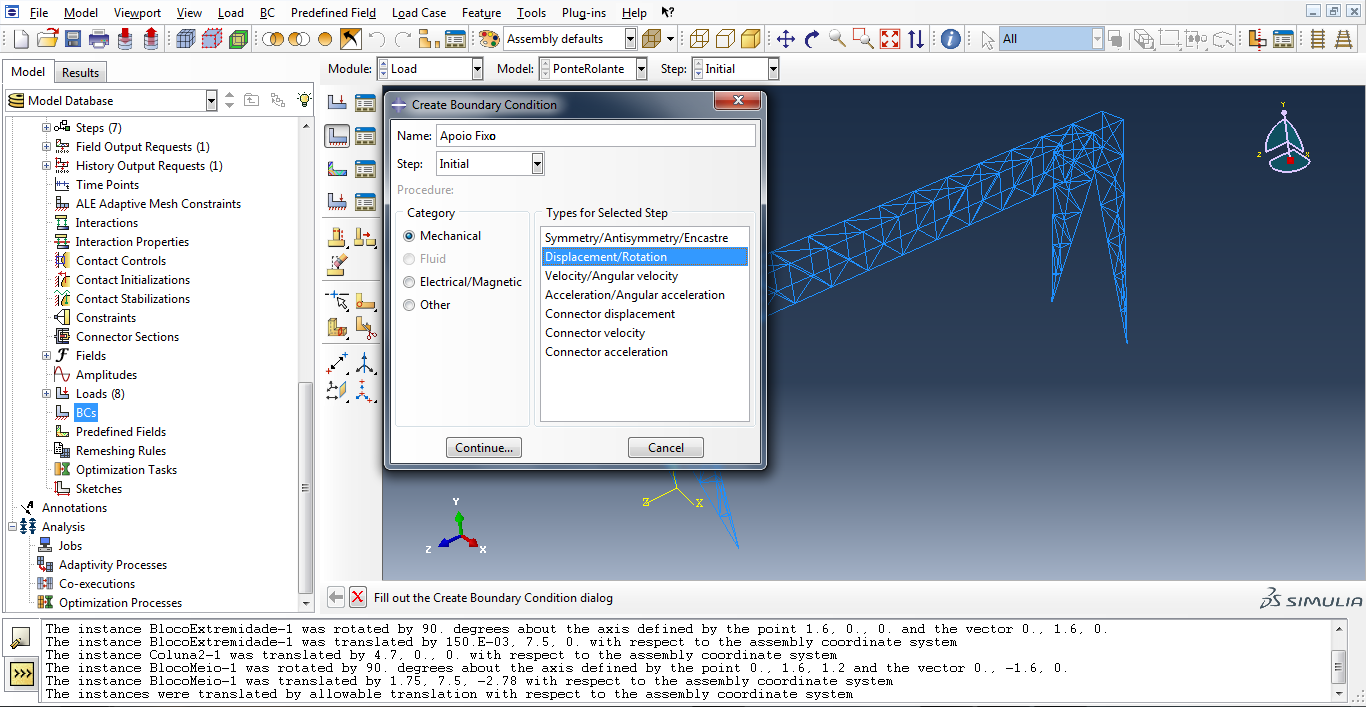 File Model Viewport View Load BC Predefined Field Load Case Feature Tools Plug-ins Help
Assembly defaults All
Model Results Module: Load Model: PonteRolante Step: Initial
Model Database
Steps (7)
Field Output Requests (1)
History Output Requests (1)
Time Points
ALE Adaptive Mesh Constraints
Interactions
Interaction Properties
Contact Controls
Contact Initializations
Contact Stabilizations
Constraints
Connector Sections
Fields
Amplitudes
Loads (8)
BCs
Predefined Fields
Remeshing Rules
Optimization Tasks
Sketches
Annotations
Analysis
Jobs
Adaptivity Processes
Co-executions
Optimization Processes
Create Boundary Condition
Name: Apoio Fixo
Step: Initial
Procedure:
Category
Mechanical
Fluid
Electrical/Magnetic
Other
Types for Selected Step
Symmetry/Antisymmetry/Encastre
Displacement/Rotation
Velocity/Angular velocity
Acceleration/Angular acceleration
Connector displacement
Connector velocity
Connector acceleration
Continue... Cancel
Y
Z X
Z X
Y
Z X
Fill out the Create Boundary Condition dialog
SIMULIA
The instance BlocoExtremidade-1 was rotated by 90. degrees about the axis defined by the point 1.6, 0., 0. and the vector 0., 1.6, 0.
The instance BlocoExtremidade-1 was translated by 150.E-03, 7.5, 0. with respect to the assembly coordinate system
The instance Coluna2-1 was translated by 4.7, 0., 0. with respect to the assembly coordinate system
The instance BlocoMeio-1 was rotated by 90. degrees about the axis defined by the point 0., 1.6, 1.2 and the vector 0., -1.6, 0.
The instance BlocoMeio-1 was translated by 1.75, 7.5, -2.78 with respect to the assembly coordinate system
The instances were translated by allowable translation with respect to the assembly coordinate system